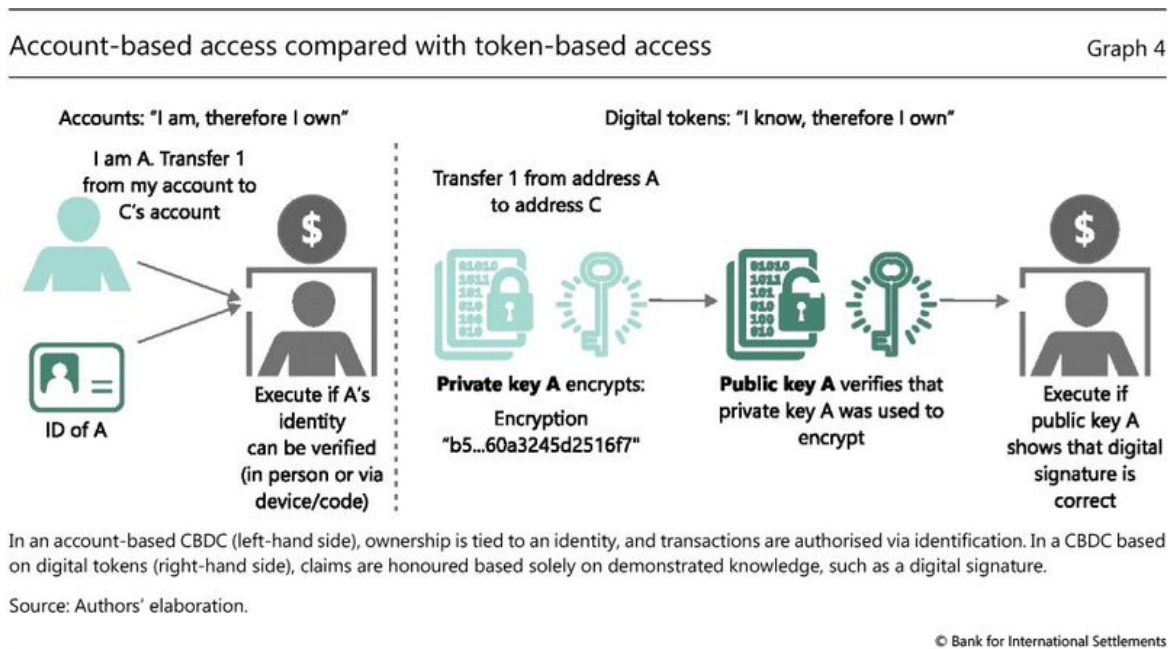 Account-based access compared with token-based access
Graph 4
Accounts: "I am, therefore I own"
I am A. Transfer 1
from my account to
C's account
$
ID of A
Execute if A's
identity
can be verified
(in person or via
device/code)
Digital tokens: "I know, therefore I own"
Transfer 1 from address A
to address C
01010
1011
101
010
100
010
Private key A encrypts:
Encryption
"b5...60a3245d2516f7"
01010
1011
101
010
100
010
Public key A verifies that
private key A was used to
encrypt
$
Execute if
public key A
shows that digital
signature is
correct
In an account-based CBDC (left-hand side), ownership is tied to an identity, and transactions are authorised via identification. In a CBDC based
on digital tokens (right-hand side), claims are honoured based solely on demonstrated knowledge, such as a digital signature.
Source: Authors' elaboration.
© Bank for International Settlements